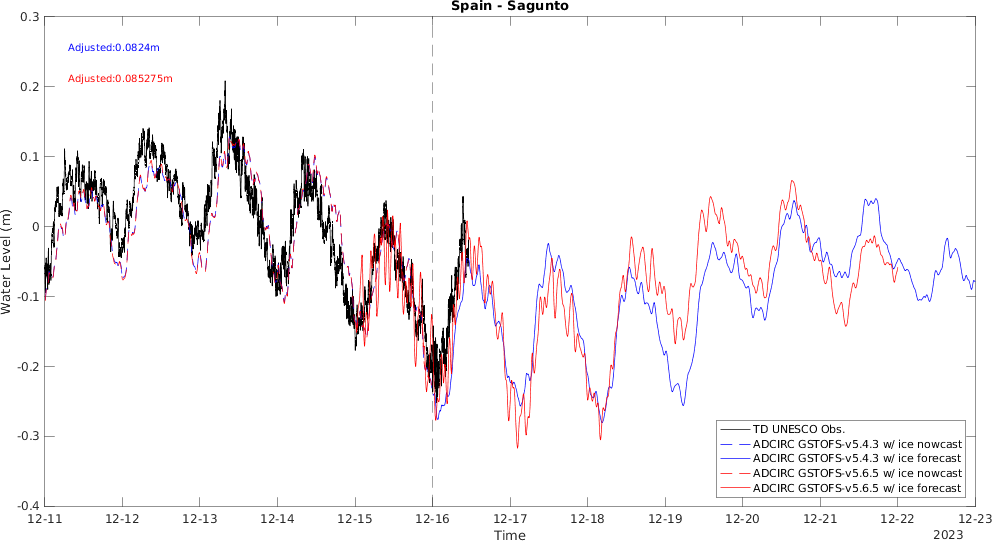 Spain - Sagunto
Adjusted:0.0824m
Adjusted:0.085275m
0.3
0.2
0.1
0
-0.1
-0.2
-0.3
-0.4
Water Level (m)
TD UNESCO Obs.
ADCIRC GSTOFS-v5.4.3 w/ ice nowcast
ADCIRC GSTOFS-v5.4.3 w/ ice forecast
ADCIRC GSTOFS-v5.6.5 w/ ice nowcast
ADCIRC GSTOFS-v5.6.5 w/ ice forecast
12-11 12-12 12-13 12-14 12-15 12-16 12-17 12-18 12-19 12-20 12-21 12-22 12-23
Time
2023